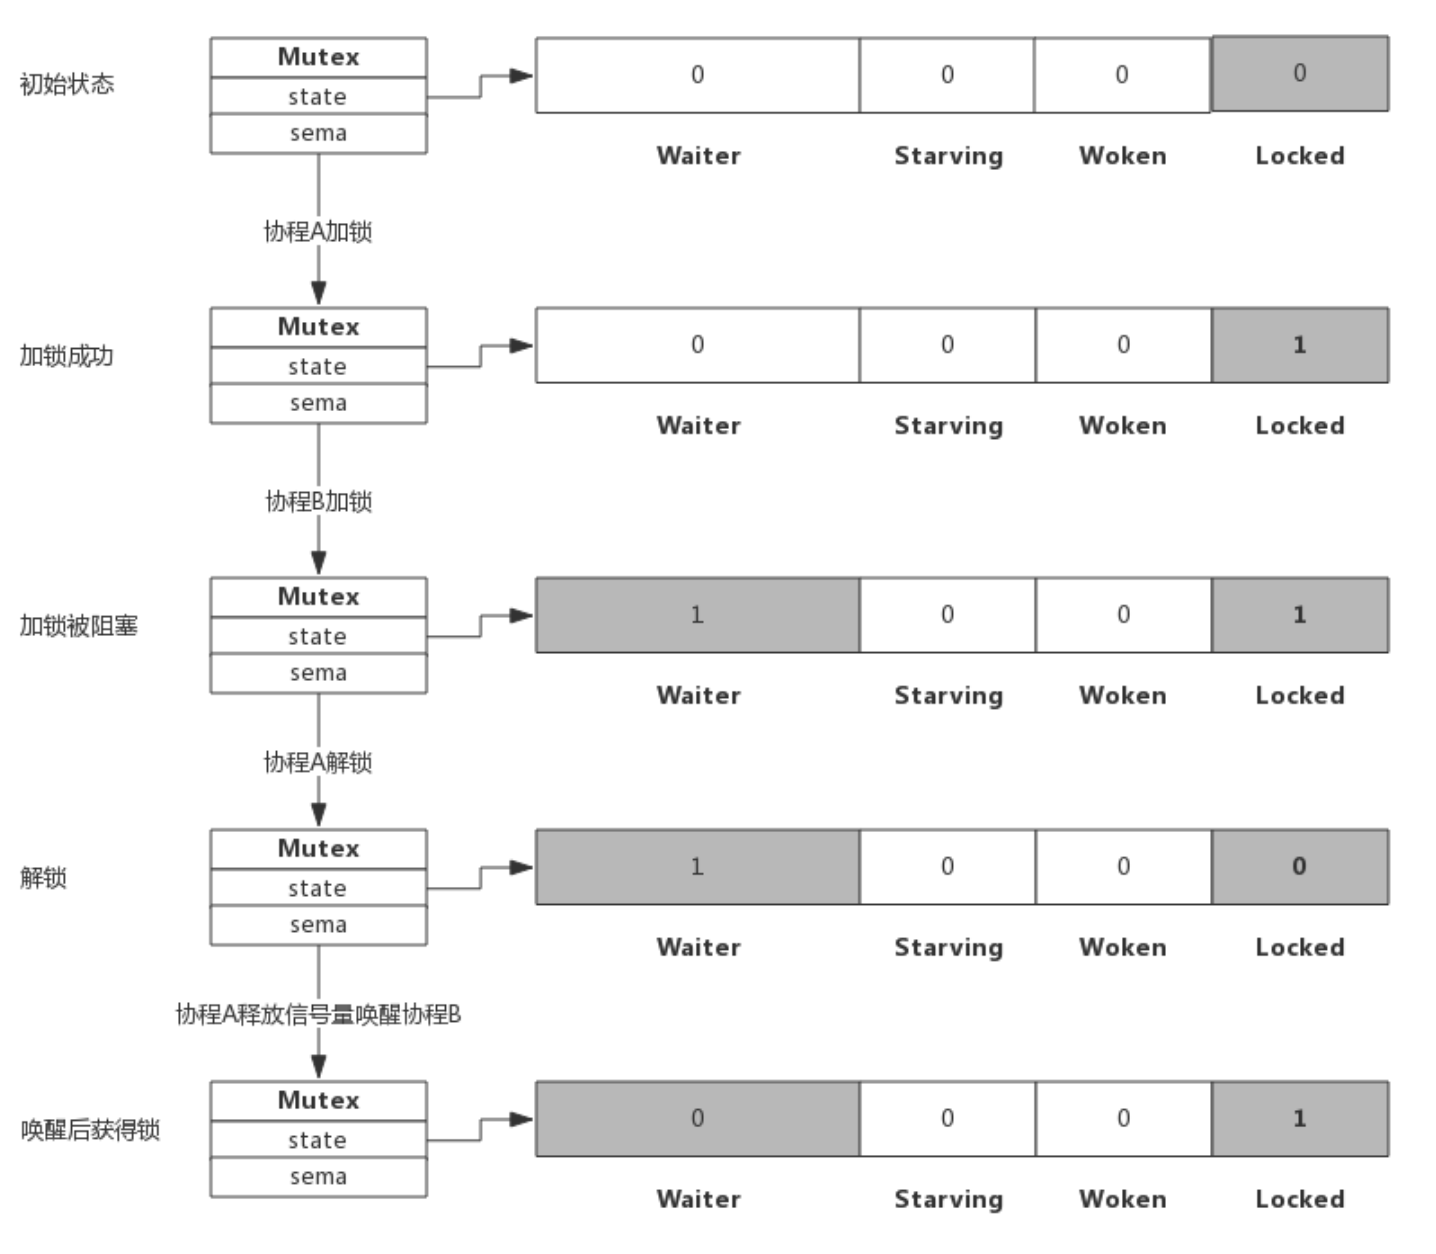 初始状态
Mutex
state
sema
0 0 0 0
Waiter Starving Woken Locked
协程A加锁
加锁成功
Mutex
state
sema
0 0 0 1
Waiter Starving Woken Locked
协程B加锁
加锁被阻塞
Mutex
state
sema
1 0 0 1
Waiter Starving Woken Locked
协程A解锁
解锁
Mutex
state
sema
1 0 0 0
Waiter Starving Woken Locked
协程A释放信号量唤醒协程B
唤醒后获得锁
Mutex
state
sema
0 0 0 1
Waiter Starving Woken Locked